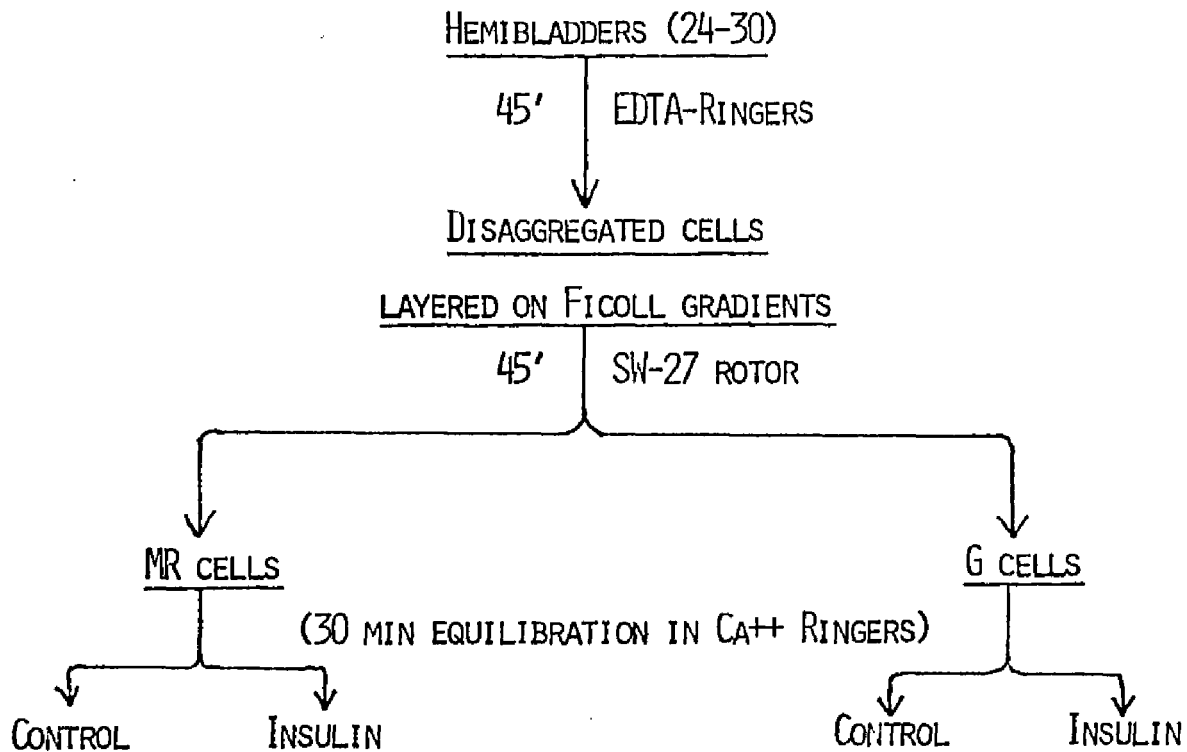 HEMIBLADDERS (24-30)
45' EDTA-RINGERS
DISAGGREGATED CELLS
LAYERED ON FICOLL GRADIENTS
45' SW-27 ROTOR
MR CELLS G CELLS
(30 MIN EQUILIBRATION IN CA++ RINGERS)
CONTROL INSULIN CONTROL INSULIN